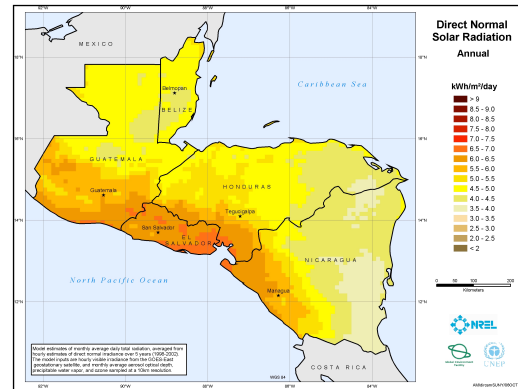 92°W
90°W
88°W
86°W
84°W
Direct Normal
Solar Radiation
Annual
MEXICO
Caribbean Sea
Belmopan
BELIZE
kWh/m²/day
> 9
8.5 - 9.0
8.0 - 8.5
7.5 - 8.0
7.0 - 7.5
6.5 - 7.0
6.0 - 6.5
5.5 - 6.0
5.0 - 5.5
4.5 - 5.0
4.0 - 4.5
3.5 - 4.0
3.0 - 3.5
2.5 - 3.0
2.0 - 2.5
< 2
GUATEMALA
Guatemala
HONDURAS
Tegucigalpa
San Salvador
EL
SALVADOR
NICARAGUA
North Pacific Ocean
Managua
0 50 100 200
Kilometers
NREL
UNEP
COSTA RICA
WGS 84
Model estimates of monthly average daily total radiation, averaged from
hourly estimates of direct normal irradiance over 5 years (1998-2002).
The model inputs are hourly visible irradiance from the GOES-East
geostationary satellite, and monthly average aerosol optical depth,
precipitable water vapor, and ozone sampled at a 10km resolution.